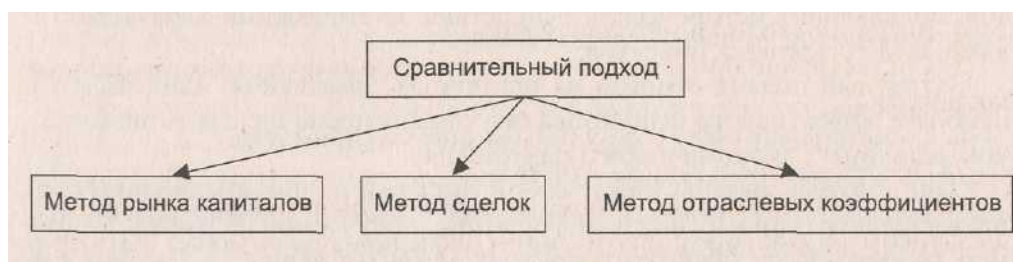 Сравнительный подход
Метод рынка капиталов
Метод сделок
Метод отраслевых коэффициентов